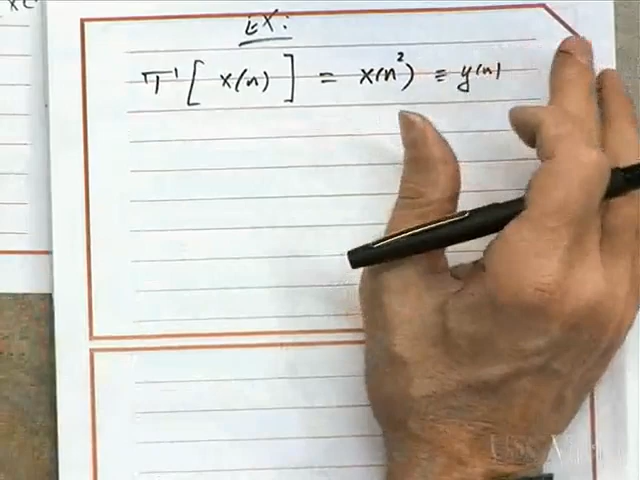 EX:
T[ x(n) ] = x(n²) ≡ y(n)